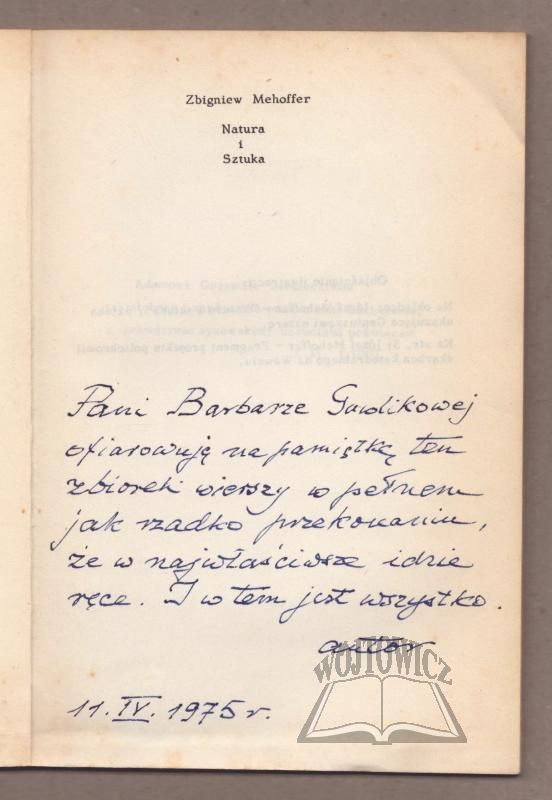 Zbigniew Mehoffer
Natura
i
Sztuka
Pani Barbarze Gawlikowej
ofiarowuję na pamiątkę ten
zbiorek wierszy w pełnem
jak rzadko przekonaniu,
że w najwłaściwsze idzie
ręce. I w tem jest wszystko.
autor
11. IV. 1975 r.
WÓJTOWICZ